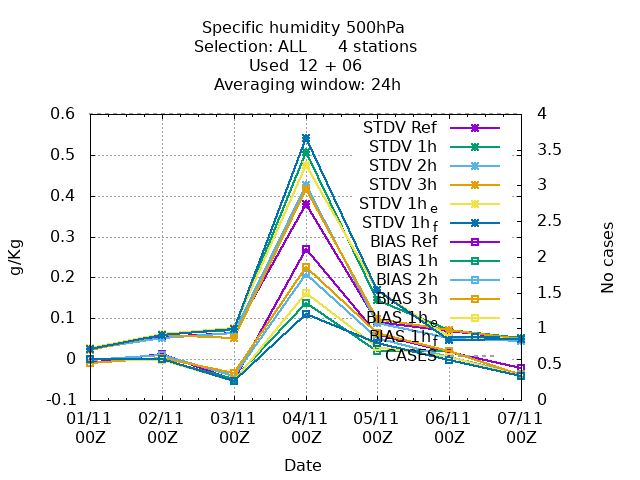 Specific humidity 500hPa
Selection: ALL 4 stations
Used 12 + 06
Averaging window: 24h
0.6
0.5
0.4
0.3
0.2
0.1
0
-0.1
g/Kg
4
3.5
3
2.5
2
1.5
1
0.5
0
No cases
STDV Ref
STDV 1h
STDV 2h
STDV 3h
STDV 1h e
STDV 1h f
BIAS Ref
BIAS 1h
BIAS 2h
BIAS 3h
BIAS 1h e
BIAS 1h f
CASES
01/11 02/11 03/11 04/11 05/11 06/11 07/11
00Z 00Z 00Z 00Z 00Z 00Z 00Z
Date